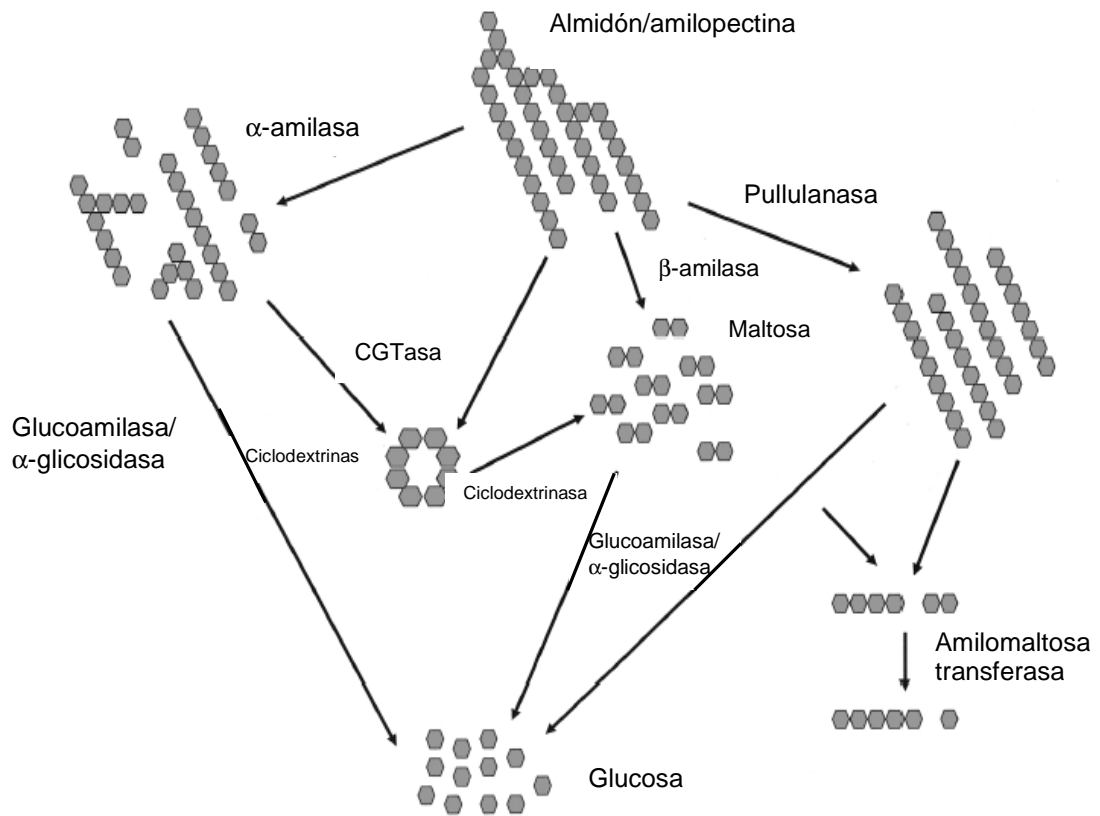 Almidón/amilopectina
α-amilasa
Pullulanasa
β-amilasa
Maltosa
CGTasa
Glucoamilasa/
α-glicosidasa
Ciclodextrinas
Ciclodextrinasa
Glucoamilasa/
α-glicosidasa
Amilomaltosa
transferasa
Glucosa